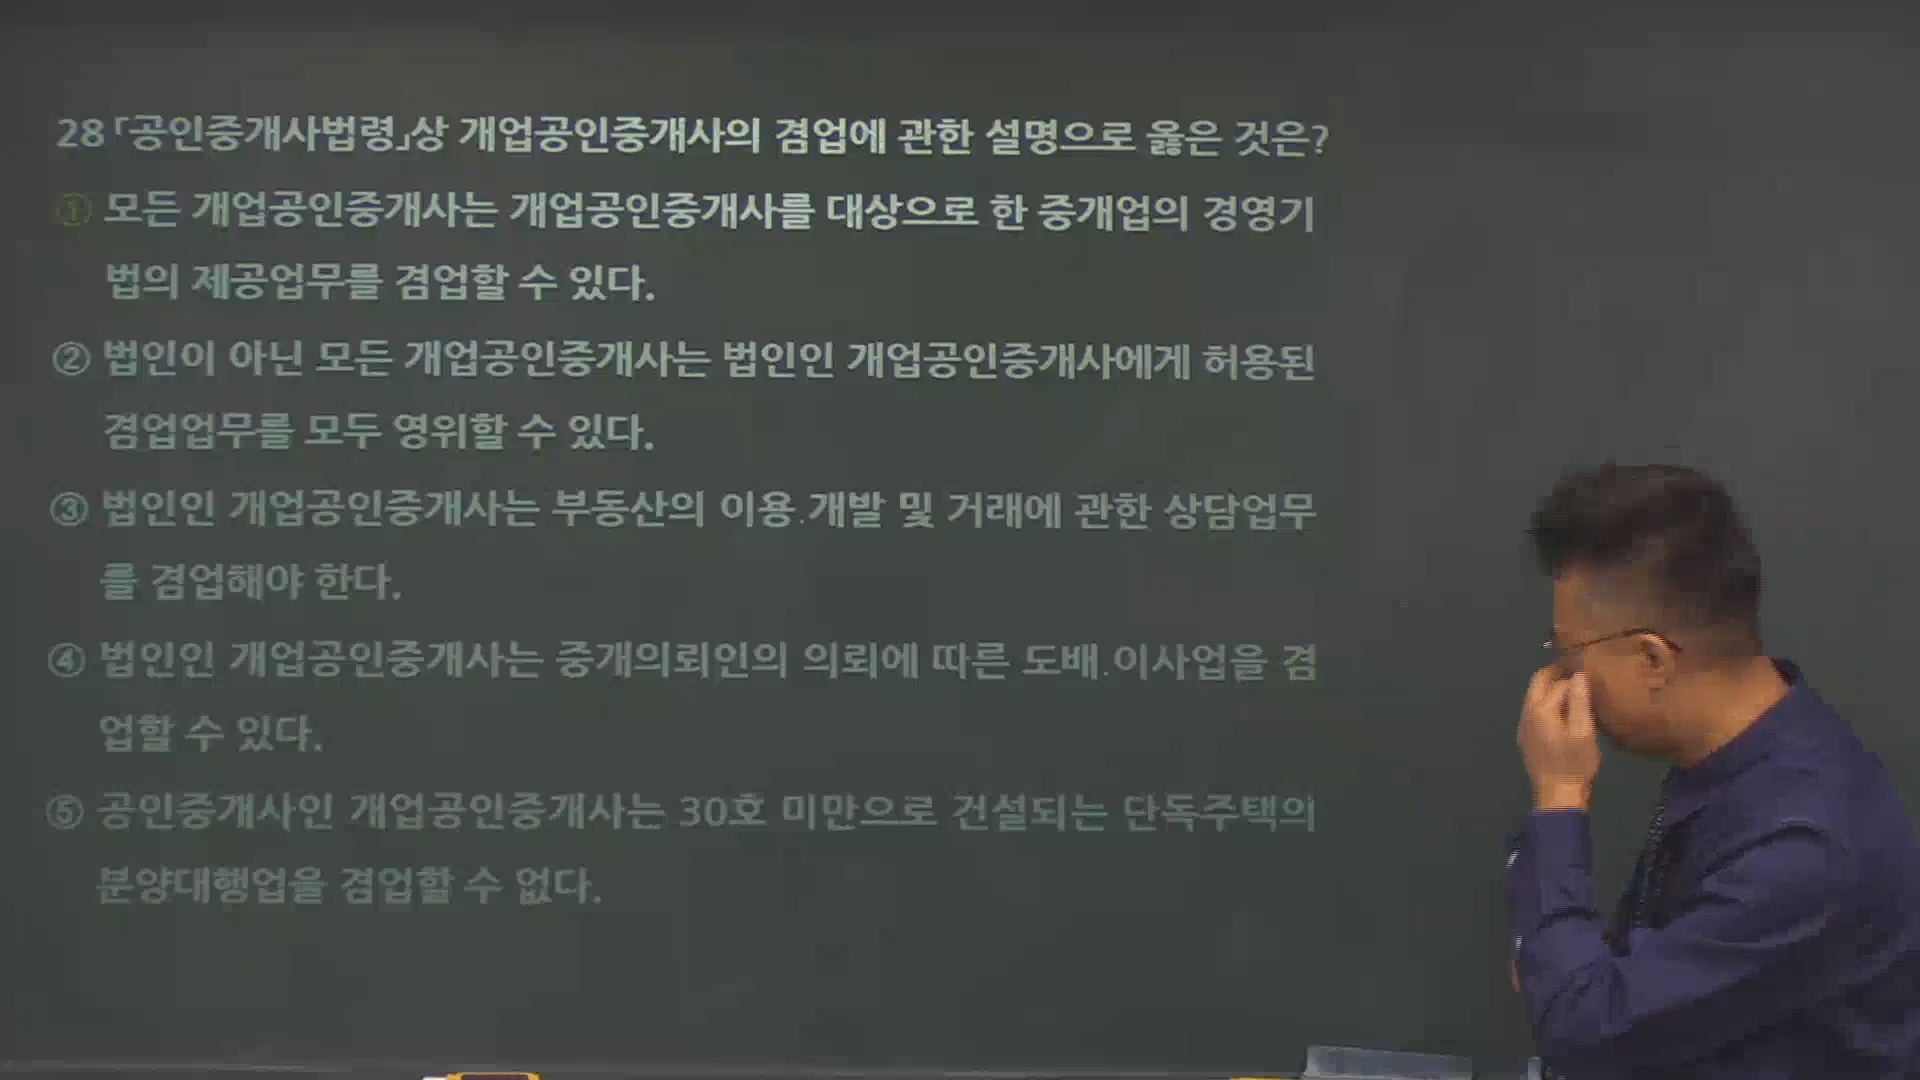 28「공인중개사법령」상 개업공인중개사의 겸업에 관한 설명으로 옳은 것은?
① 모든 개업공인중개사는 개업공인중개사를 대상으로 한 중개업의 경영기
법의 제공업무를 겸업할 수 있다.
② 법인이 아닌 모든 개업공인중개사는 법인인 개업공인중개사에게 허용된
겸업업무를 모두 영위할 수 있다.
③ 법인인 개업공인중개사는 부동산의 이용.개발 및 거래에 관한 상담업무
를 겸업해야 한다.
④ 법인인 개업공인중개사는 중개의뢰인의 의뢰에 따른 도배.이사업을 겸
업할 수 있다.
⑤ 공인중개사인 개업공인중개사는 30호 미만으로 건설되는 단독주택의
분양대행업을 겸업할 수 없다.